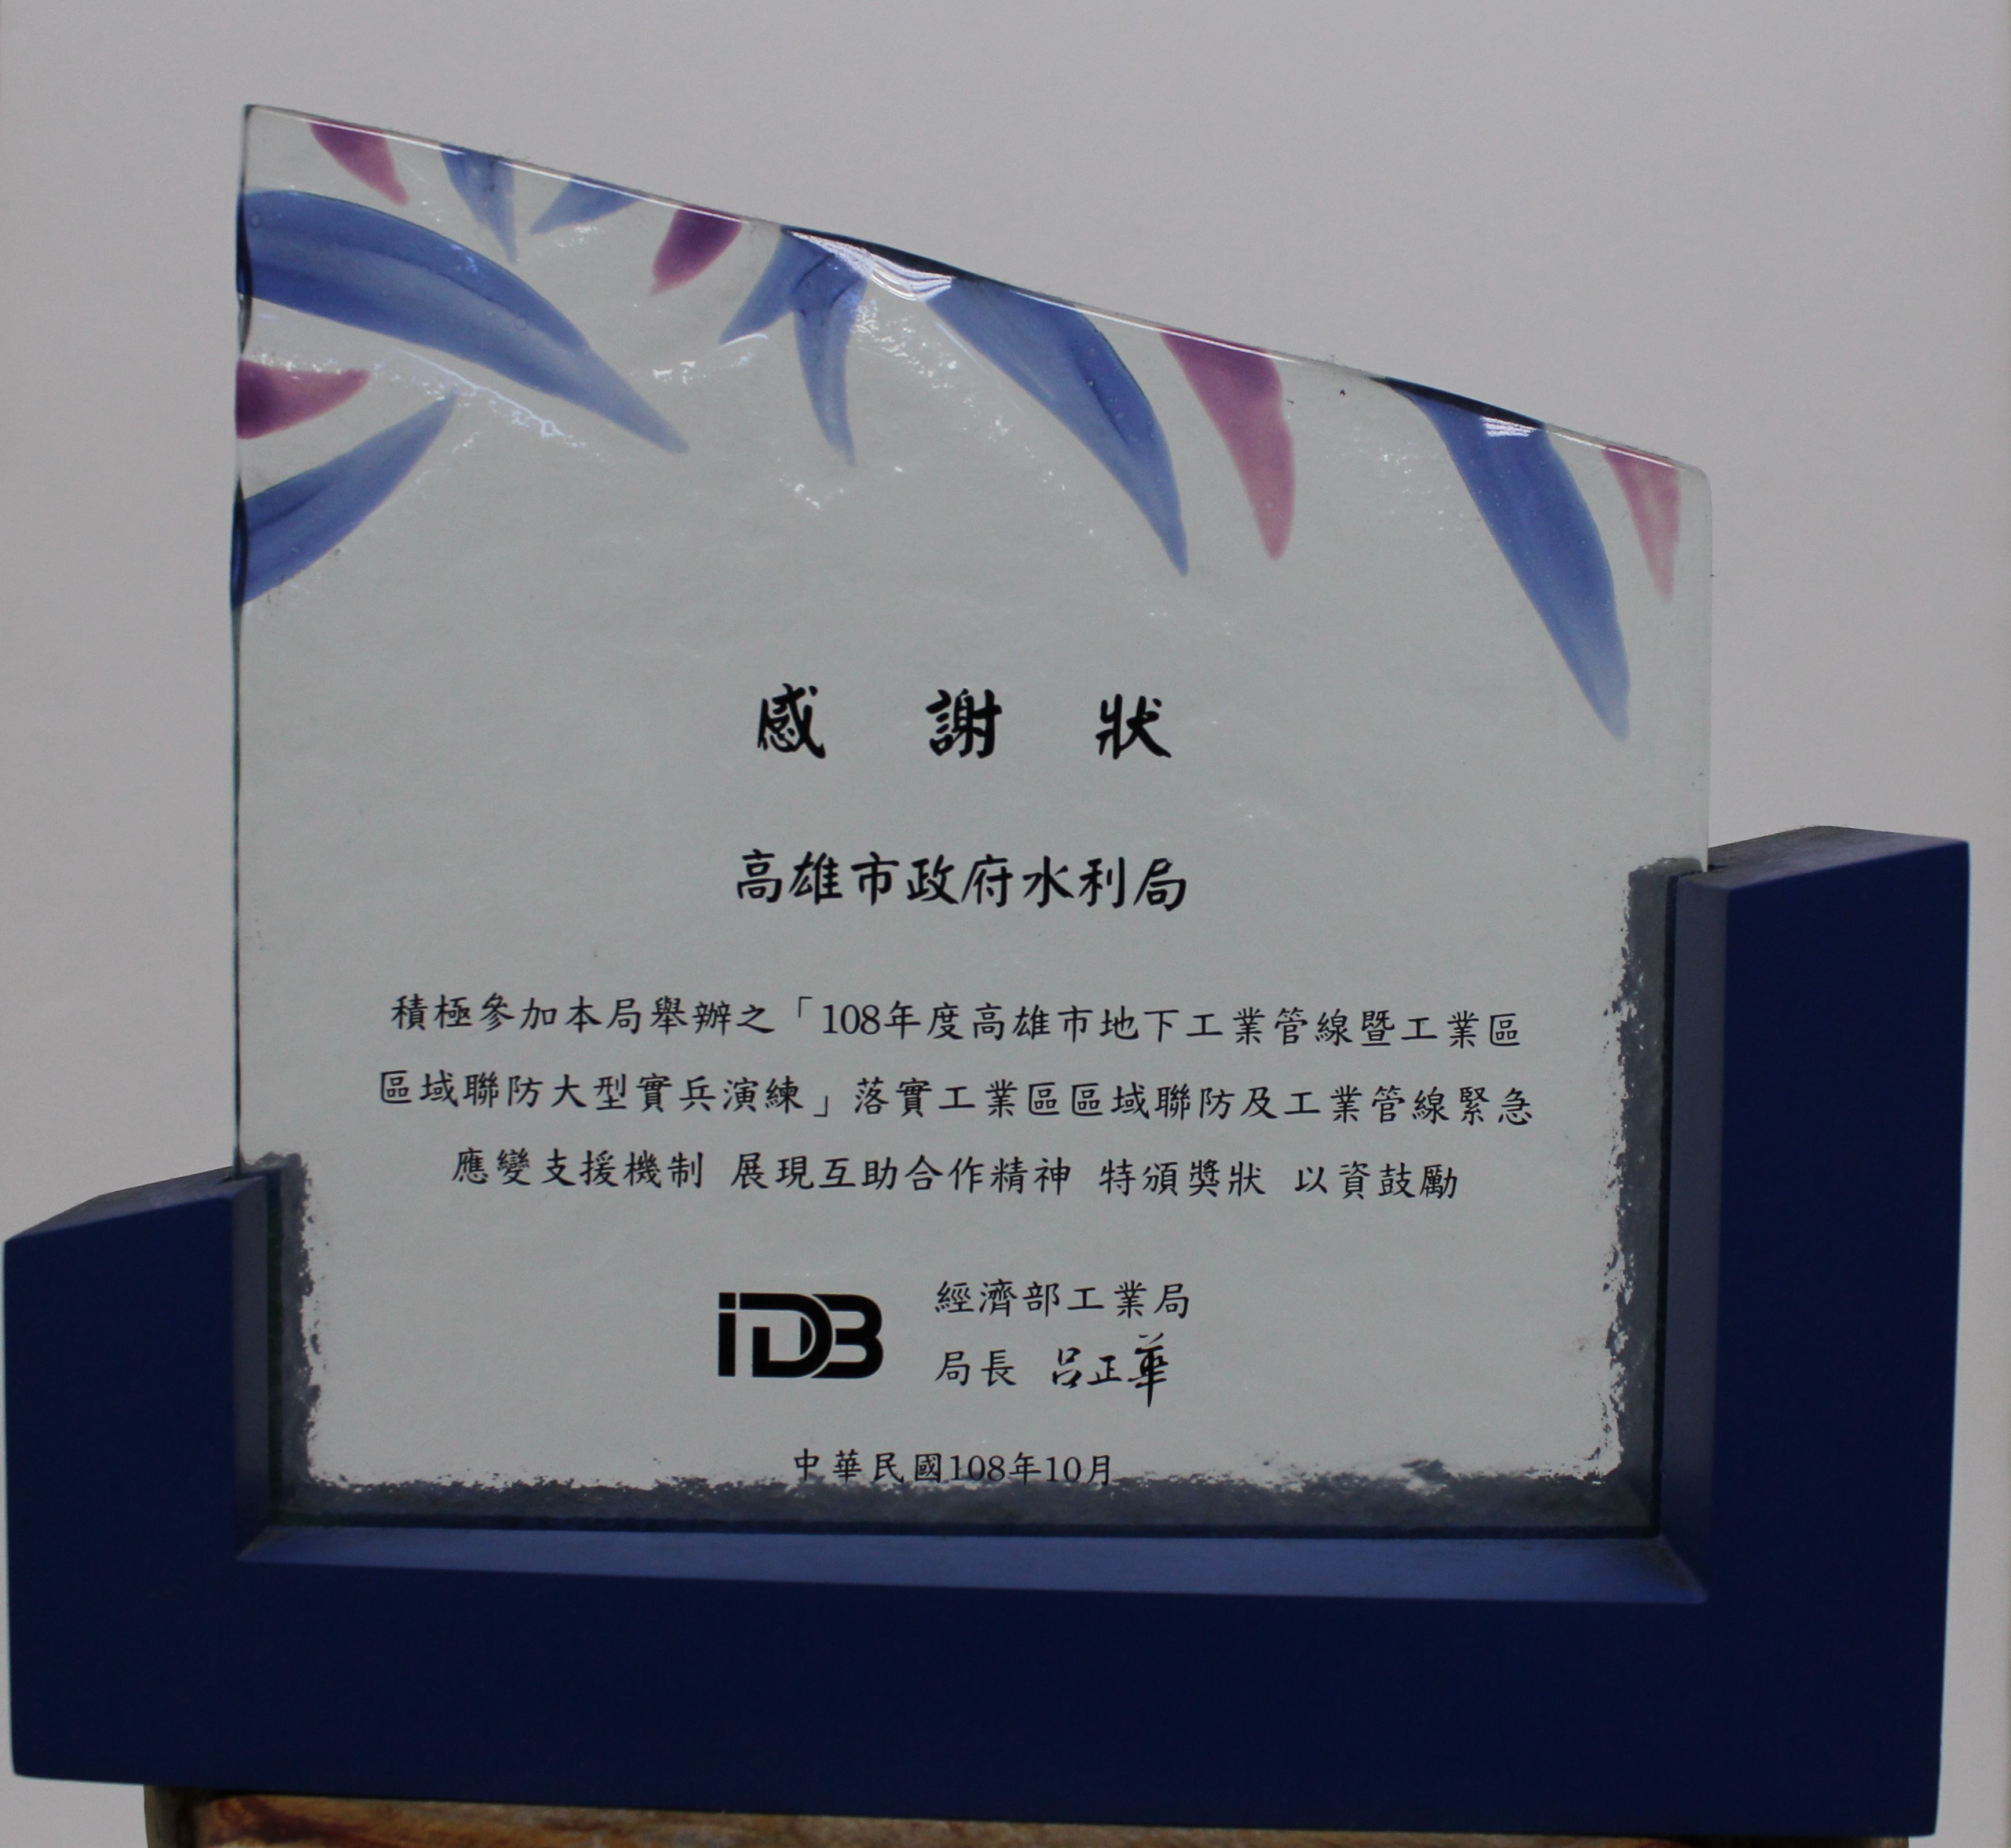 感 謝 狀
高雄市政府水利局
積極參加本局舉辦之「108年度高雄市地下工業管線暨工業區
區域聯防大型實兵演練」落實工業區區域聯防及工業管線緊急
應變支援機制 展現互助合作精神 特頒獎狀 以資鼓勵
iDB
經濟部工業局
局長 呂正華
中華民國108年10月